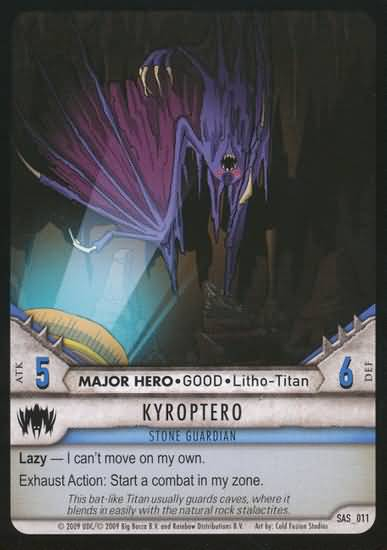 ATK
5
MAJOR HERO•GOOD•Litho-Titan
6
DEF
KYROPTERO
STONE GUARDIAN
Lazy — I can't move on my own.
Exhaust Action: Start a combat in my zone.
This bat-like Titan usually guards caves, where it
blends in easily with the natural rock stalactites.
SAS_011
© 2009 UDC/© 2009 Big Bocca B.V. and Rainbow Distributions B.V. Art by: Cold Fusion Studios